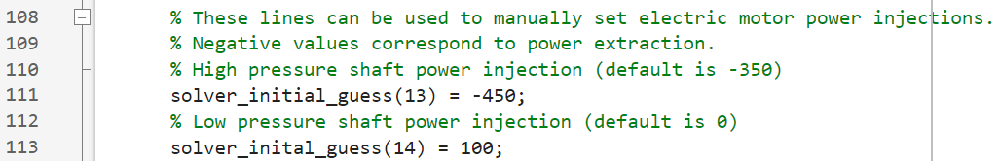 108 % These lines can be used to manually set electric motor power injections.
109 % Negative values correspond to power extraction.
110 % High pressure shaft power injection (default is -350)
111 solver_initial_guess(13) = -450;
112 % Low pressure shaft power injection (default is 0)
113 solver_inital_guess(14) = 100;